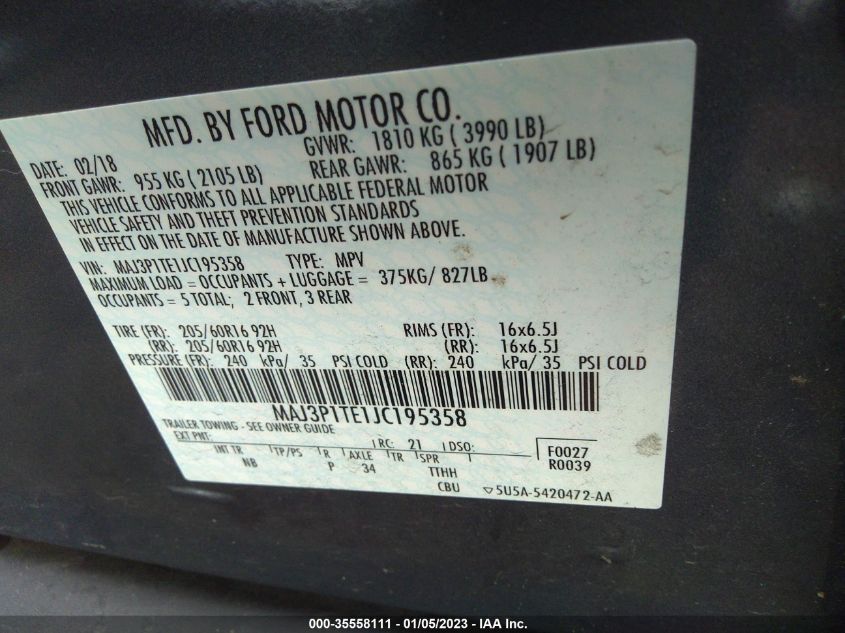 MFD. BY FORD MOTOR CO.
DATE: 02/18 GVWR: 1810 KG ( 3990 LB)
FRONT GAWR: 955 KG ( 2105 LB) REAR GAWR: 865 KG ( 1907 LB)
THIS VEHICLE CONFORMS TO ALL APPLICABLE FEDERAL MOTOR
VEHICLE SAFETY AND THEFT PREVENTION STANDARDS
IN EFFECT ON THE DATE OF MANUFACTURE SHOWN ABOVE.
VIN: MAJ3P1TE1JC195358 TYPE: MPV
MAXIMUM LOAD = OCCUPANTS + LUGGAGE = 375KG/ 827LB
OCCUPANTS = 5 TOTAL; 2 FRONT, 3 REAR
TIRE (FR): 205/60R16 92H RIMS (FR): 16x6.5J
(RR): 205/60R16 92H (RR): 16x6.5J
PRESSURE (FR): 240 kPa/ 35 PSI COLD (RR): 240 kPa/ 35 PSI COLD
MAJ3P1TE1JC195358
TRAILER TOWING - SEE OWNER GUIDE
EXT PNT: RC: 21 DSO: F0027
INT TR TP/PS R AXLE TR SPR R0039
NB P 34 TTHH
CBU 5U5A-5420472-AA
000-35558111 - 01/05/2023 - IAA Inc.